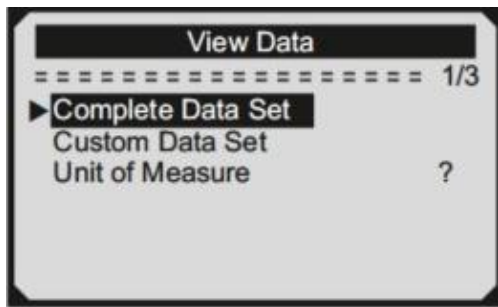 View Data
= = = = = = = = = = = = = = = = = = 1/3
Complete Data Set
Custom Data Set
Unit of Measure ?